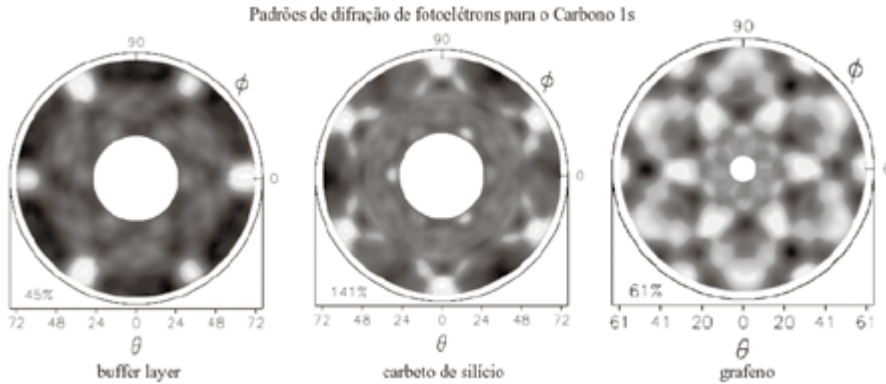 Padrões de difração de fotoelétrons para o Carbono 1s
90
90
90
ϕ
ϕ
ϕ
0
0
0
45%
141%
61%
72 48 24 0 24 48 72
72 48 24 0 24 48 72
61 41 20 0 20 41 61
θ
θ
θ
buffer layer
carbeto de silício
grafeno